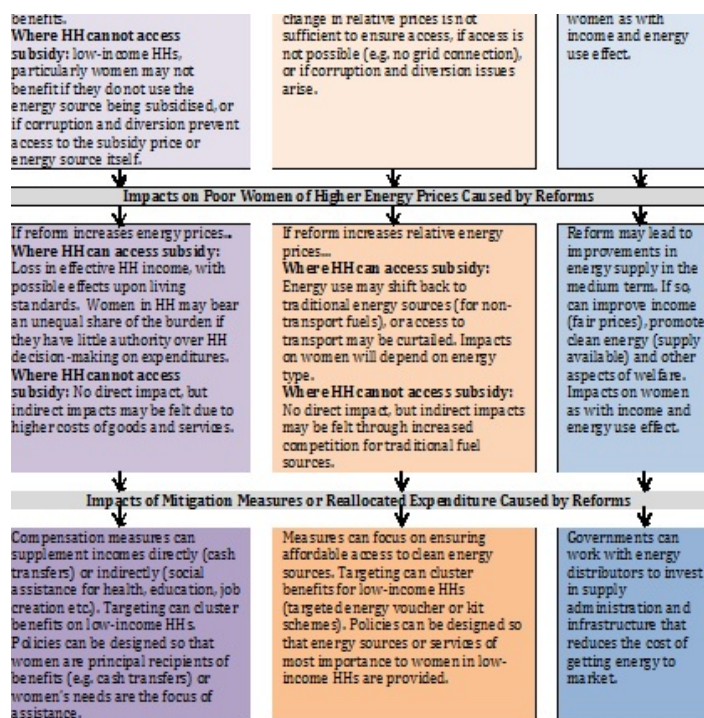 benefits.
Where HH cannot access
subsidy: low-income HHs,
particularly women may not
benefit if they do not use the
energy source being subsidised, or
if corruption and diversion prevent
access to the subsidy price or
energy source itself.
change in relative prices is not
sufficient to ensure access, if access is
not possible (e.g. no grid connection),
or if corruption and diversion issues
arise.
women as with
income and energy
use effect.
Impacts on Poor Women of Higher Energy Prices Caused by Reforms
If reform increases energy prices...
Where HH can access subsidy:
Loss in effective HH income, with
possible effects upon living
standards. Women in HH may bear
an unequal share of the burden if
they have little authority over HH
decision-making on expenditures.
Where HH cannot access
subsidy: No direct impact, but
indirect impacts may be felt due to
higher costs of goods and services.
If reform increases relative energy
prices...
Where HH can access subsidy:
Energy use may shift back to
traditional energy sources (for non-
transport fuels), or access to
transport may be curtailed. Impacts
on women will depend on energy
type.
Where HH cannot access subsidy:
No direct impact, but indirect impacts
may be felt through increased
competition for traditional fuel
sources.
Reform may lead to
improvements in
energy supply in the
medium term. If so,
can improve income
(fair prices), promote
clean energy (supply
available) and other
aspects of welfare.
Impacts on women
as with income and
energy use effect.
Impacts of Mitigation Measures or Reallocated Expenditure Caused by Reforms
Compensation measures can
supplement incomes directly (cash
transfers) or indirectly (social
assistance for health, education, job
creation etc.). Targeting can cluster
benefits on low-income HHs.
Policies can be designed so that
women are principal recipients of
benefits (e.g. cash transfers) or
women's needs are the focus of
assistance.
Measures can focus on ensuring
affordable access to clean energy
sources. Targeting can cluster
benefits for low-income HHs
(targeted energy voucher or kit
schemes). Policies can be designed so
that energy sources or services of
most importance to women in low-
income HHs are provided.
Governments can
work with energy
distributors to invest
in supply
administration and
infrastructure that
reduces the cost of
getting energy to
market.